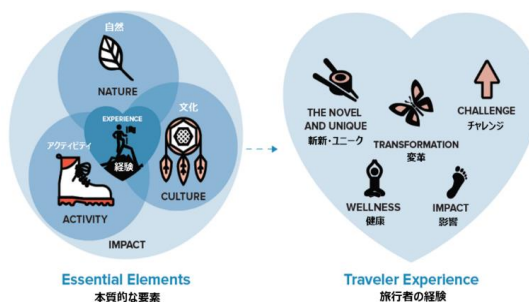 自然
NATURE
EXPERIENCE
経験
文化
CULTURE
アクティビティ
ACTIVITY
IMPACT
Essential Elements
本質的な要素
THE NOVEL
AND UNIQUE
斬新・ユニーク
TRANSFORMATION
変革
CHALLENGE
チャレンジ
WELLNESS
健康
IMPACT
影響
Traveler Experience
旅行者の経験